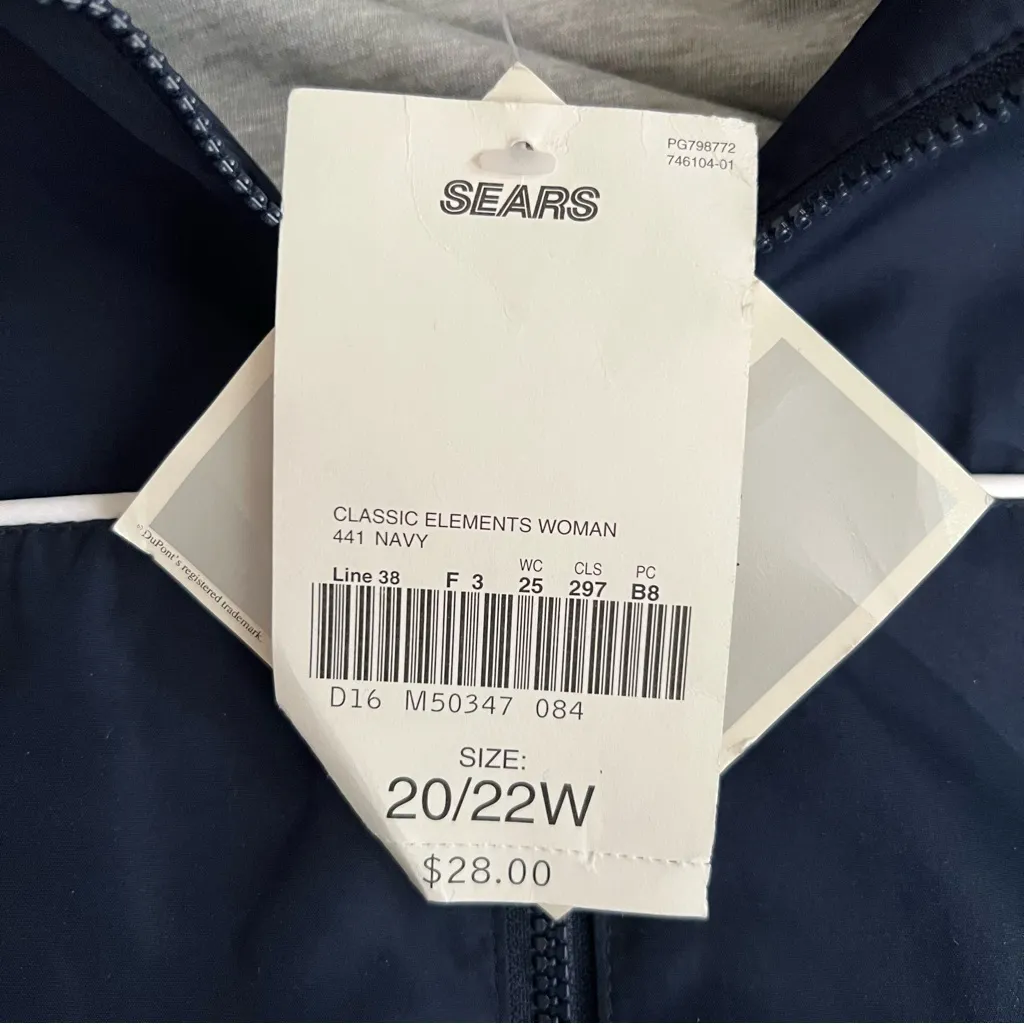 PG798772
746104-01
SEARS
CLASSIC ELEMENTS WOMAN
441 NAVY
WC CLS PC
Line 38 F 3 25 297 B8
D16 M50347 084
SIZE:
20/22W
$28.00
® DuPont's registered trademark.